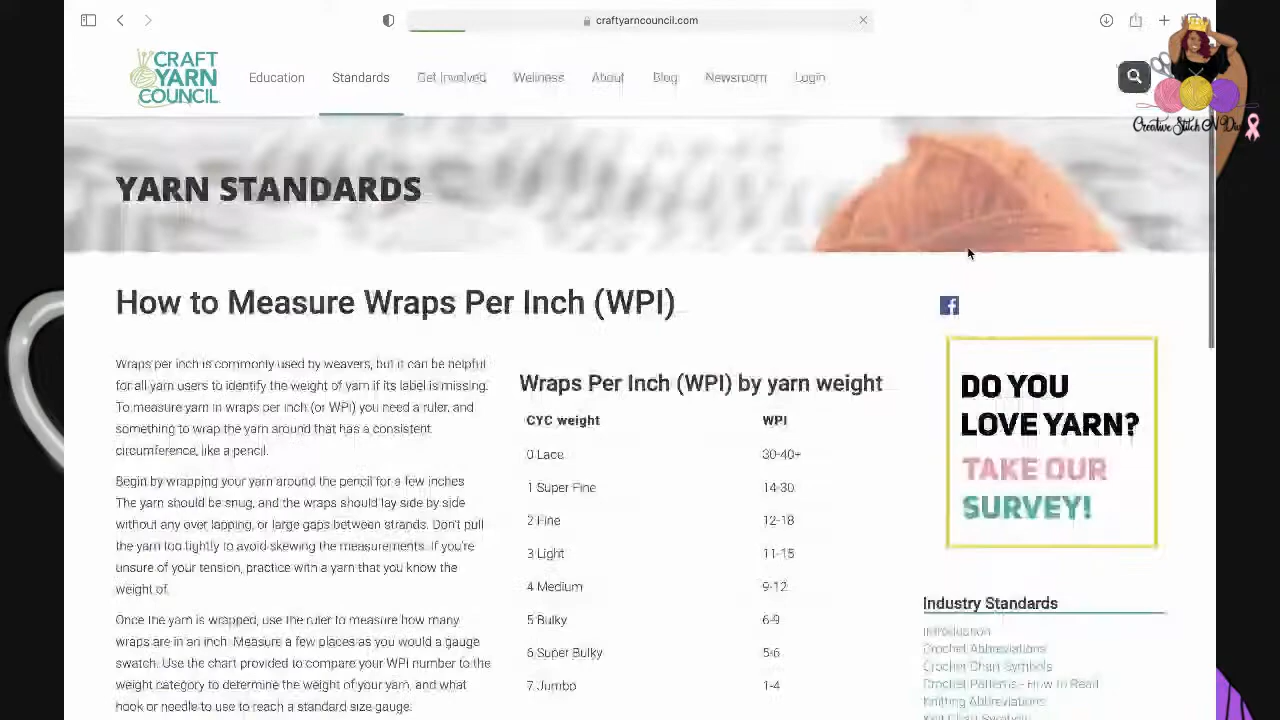 craftyarncouncil.com
CRAFT
YARN
COUNCIL
Education Standards Get Involved Wellness About Blog Newsroom Login
Creative Stitch N Div
YARN STANDARDS
How to Measure Wraps Per Inch (WPI)
Wraps per inch is commonly used by weavers, but it can be helpful
for all yarn users to identify the weight of yarn if its label is missing.
To measure yarn in wraps per inch (or WPI) you need a ruler, and
something to wrap the yarn around that has a consistent
circumference, like a pencil.
Begin by wrapping your yarn around the pencil for a few inches
The yarn should be snug, and the wraps should lay side by side
without any over lapping, or large gaps between strands. Don't pull
the yarn too tightly to avoid skewing the measurements. If you're
unsure of your tension, practice with a yarn that you know the
weight of.
Once the yarn is wrapped, use the ruler to measure how many
wraps are in an inch. Measure a few places as you would a gauge
swatch. Use the chart provided to compare your WPI number to the
weight category to determine the weight of your yarn, and what
hook or needle to use for a standard size gauge.
Wraps Per Inch (WPI) by yarn weight
CYC weight WPI
0 Lace 30-40+
1 Super Fine 14-30
2 Fine 12-18
3 Light 11-15
4 Medium 9-12
5 Bulky 6-9
6 Super Bulky 5-6
7 Jumbo 1-4
DO YOU
LOVE YARN?
TAKE OUR
SURVEY!
Industry Standards
Introduction
Crochet Abbreviations
Crochet Chart Symbols
Crochet Patterns - How to Read
Knitting Abbreviations
Knit Chart Symbols